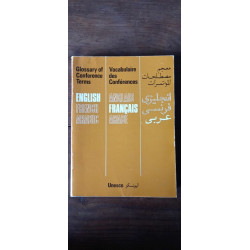 Glossary of
Conference
Terms
ENGLISH
FRENCH
ARABIC
Vocabulaire
des
Conférences
ANGLAIS
FRANÇAIS
ARABE
معجم
مصطلحات
المؤتمرات
انجليزي
فرنسي
عربي
Unesco اليونسكو